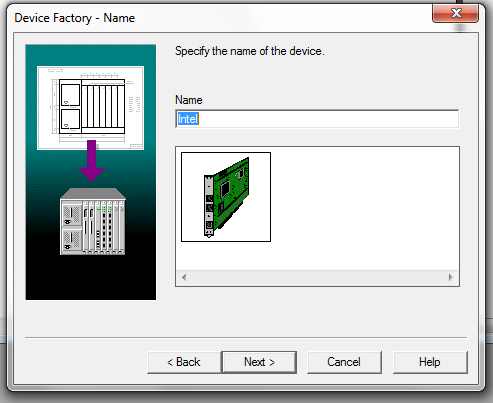 Device Factory - Name
Specify the name of the device.
Name
Intel
< Back
Next >
Cancel
Help